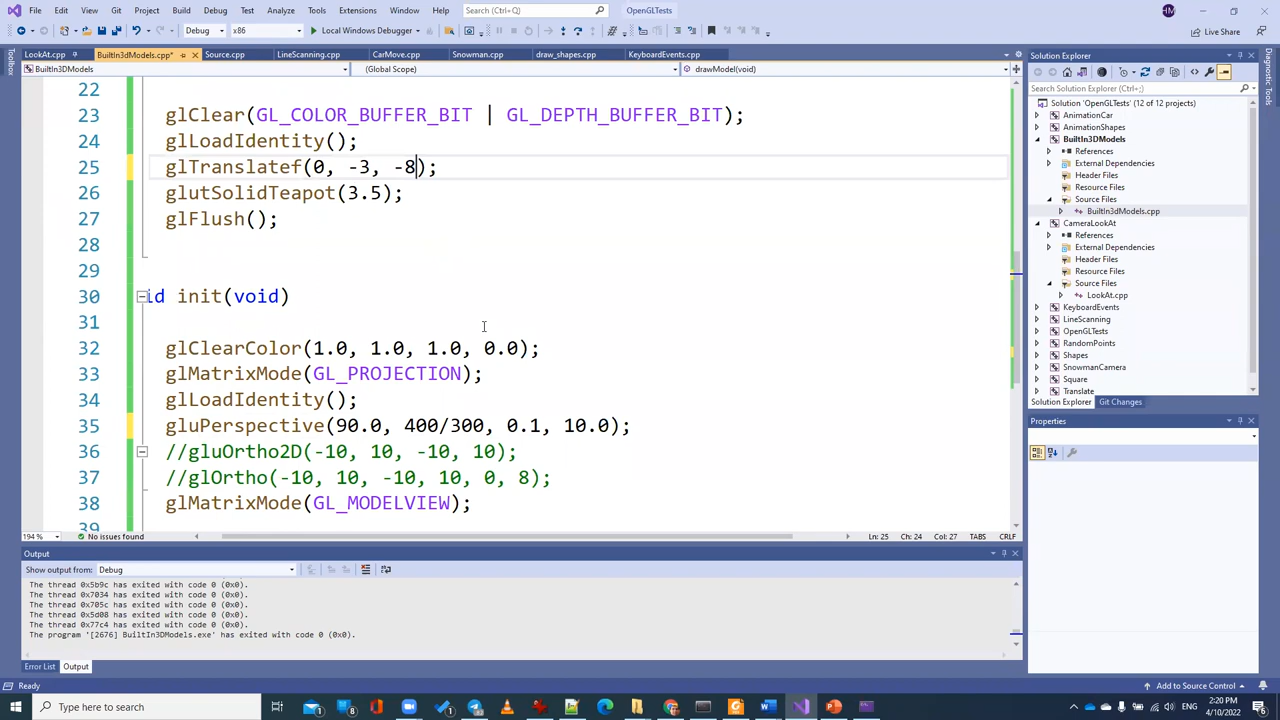 File Edit View Git Project Build Debug Test Analyze Tools Extensions Window Help Search (Ctrl+Q) OpenGLTests HM
Debug x86 Local Windows Debugger Live Share
LookAt.cpp BuiltIn3dModels.cpp* Source.cpp LineScanning.cpp CarMove.cpp Snowman.cpp draw_shapes.cpp KeyboardEvents.cpp
BuiltIn3DModels (Global Scope) drawModel(void)
Toolbox
22
23 glClear(GL_COLOR_BUFFER_BIT | GL_DEPTH_BUFFER_BIT);
24 glLoadIdentity();
25 glTranslatef(0, -3, -8);
26 glutSolidTeapot(3.5);
27 glFlush();
28
29
30 id init(void)
31
32 glClearColor(1.0, 1.0, 1.0, 0.0);
33 glMatrixMode(GL_PROJECTION);
34 glLoadIdentity();
35 gluPerspective(90.0, 400/300, 0.1, 10.0);
36 //gluOrtho2D(-10, 10, -10, 10);
37 //glOrtho(-10, 10, -10, 10, 0, 8);
38 glMatrixMode(GL_MODELVIEW);
39
194 % No issues found Ln: 25 Ch: 24 Col: 27 TABS CRLF
Output
Show output from: Debug
The thread 0x5b9c has exited with code 0 (0x0).
The thread 0x7034 has exited with code 0 (0x0).
The thread 0x705c has exited with code 0 (0x0).
The thread 0x5d08 has exited with code 0 (0x0).
The thread 0x77c4 has exited with code 0 (0x0).
The program '[2676] BuiltIn3DModels.exe' has exited with code 0 (0x0).
Error List Output
Solution Explorer
Search Solution Explorer (Ctrl+;)
Solution 'OpenGLTests' (12 of 12 projects)
AnimationCar
AnimationShapes
BuiltIn3DModels
References
External Dependencies
Header Files
Resource Files
Source Files
BuiltIn3dModels.cpp
CameraLookAt
References
External Dependencies
Header Files
Resource Files
Source Files
LookAt.cpp
KeyboardEvents
LineScanning
OpenGLTests
RandomPoints
Shapes
SnowmanCamera
Square
Translate
Solution Explorer Git Changes
Properties
Diagnostic Tools
Ready Add to Source Control
Type here to search 2:20 PM
4/10/2022